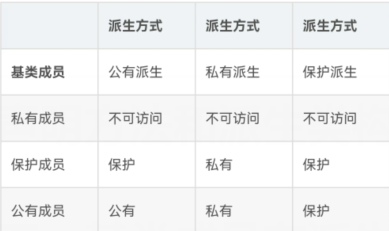 派生方式 派生方式 派生方式
基类成员 公有派生 私有派生 保护派生
私有成员 不可访问 不可访问 不可访问
保护成员 保护 私有 保护
公有成员 公有 私有 保护